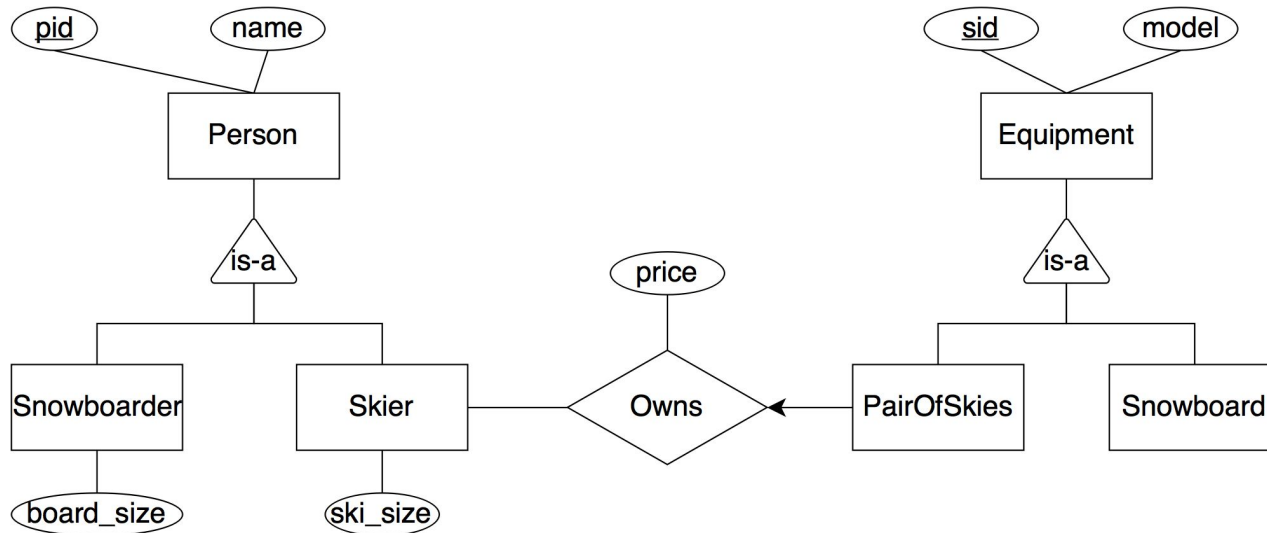 pid
name
sid
model
Person
Equipment
is-a
is-a
price
Snowboarder
Skier
Owns
PairOfSkies
Snowboard
board_size
ski_size